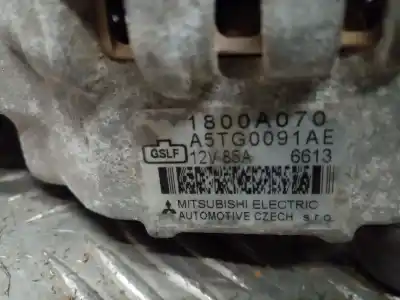 1800A070
A5TG0091AE
GSLF 12V 85A 6613
MITSUBISHI ELECTRIC
AUTOMOTIVE CZECH s.r.o.